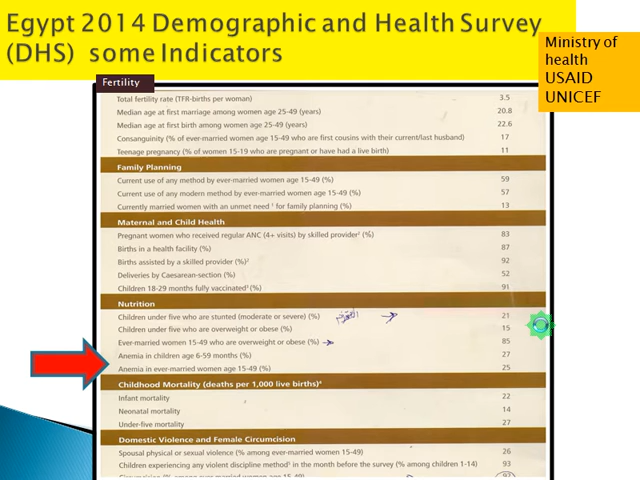 Egypt 2014 Demographic and Health Survey
(DHS) some Indicators
Ministry of
health
USAID
UNICEF
Fertility
Total fertility rate (TFR-births per woman) 3.5
Median age at first marriage among women age 25-49 (years) 20.8
Median age at first birth among women age 25-49 (years) 22.6
Consanguinity (% of ever-married women age 15-49 who are first cousins with their current/last husband) 17
Teenage pregnancy (% of women 15-19 who are pregnant or have had a live birth) 11
Family Planning
Current use of any method by ever-married women age 15-49 (%) 59
Current use of any modern method by ever-married women age 15-49 (%) 57
Currently married women with an unmet need ¹ for family planning (%) 13
Maternal and Child Health
Pregnant women who received regular ANC (4+ visits) by skilled provider² (%) 83
Births in a health facility (%) 87
Births assisted by a skilled provider (%)² 92
Deliveries by Caesarean-section (%) 52
Children 18-29 months fully vaccinated³ (%) 91
Nutrition
Children under five who are stunted (moderate or severe) (%) 21
Children under five who are overweight or obese (%) 15
Ever-married women 15-49 who are overweight or obese (%) 85
Anemia in children age 6-59 months (%) 27
Anemia in ever-married women age 15-49 (%) 25
Childhood Mortality (deaths per 1,000 live births)⁴
Infant mortality 22
Neonatal mortality 14
Under-five mortality 27
Domestic Violence and Female Circumcision
Spousal physical or sexual violence (% among ever-married women 15-49) 26
Children experiencing any violent discipline method⁵ in the month before the survey (% among children 1-14) 93